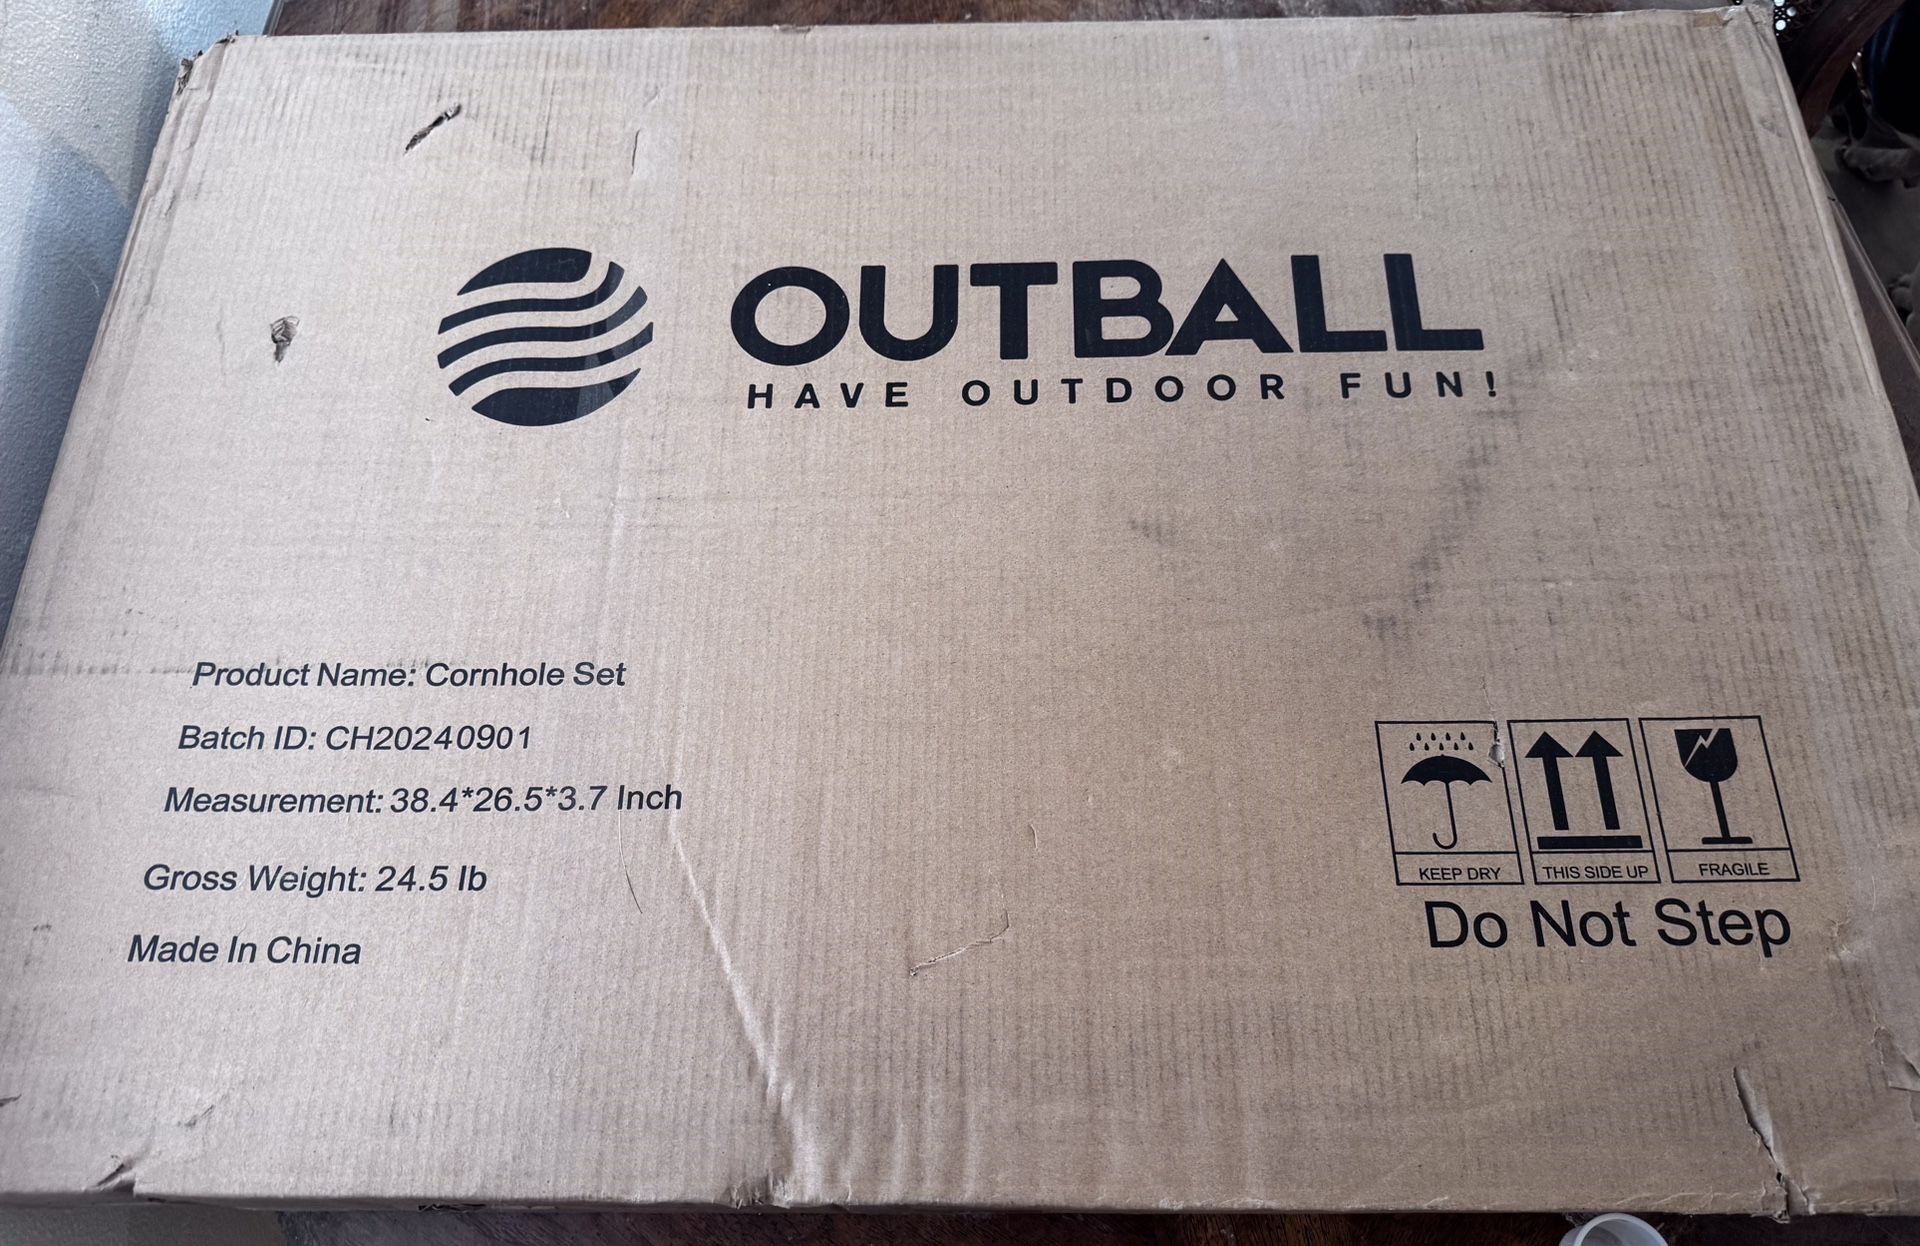 OUTBALL
HAVE OUTDOOR FUN!
Product Name: Cornhole Set
Batch ID: CH20240901
Measurement: 38.4*26.5*3.7 Inch
Gross Weight: 24.5 lb
Made In China
KEEP DRY
THIS SIDE UP
FRAGILE
Do Not Step